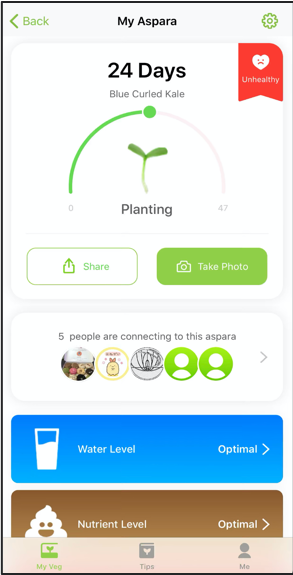 Back
My Aspara
24 Days
Unhealthy
Blue Curled Kale
0
Planting
47
Share
Take Photo
5 people are connecting to this aspara
Water Level
Optimal
Nutrient Level
Optimal
My Veg
Tips
Me